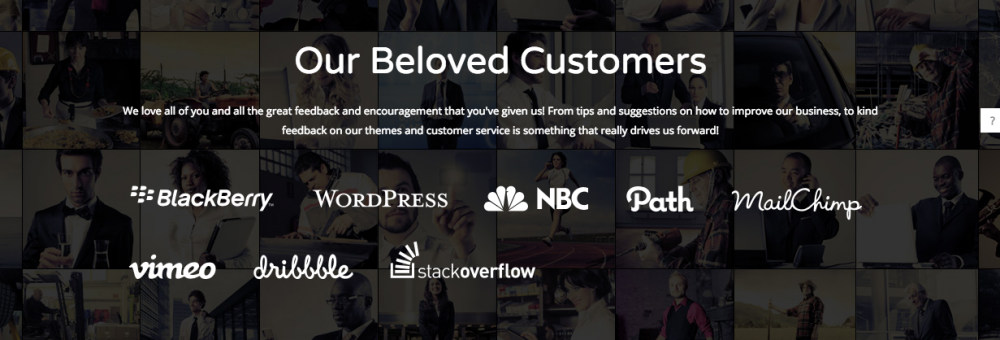 Our Beloved Customers
We love all of you and all the great feedback and encouragement that you've given us! From tips and suggestions on how to improve our business, to kind
feedback on our themes and customer service is something that really drives us forward!
?
BlackBerry WORDPRESS NBC Path MailChimp
vimeo dribbble stackoverflow